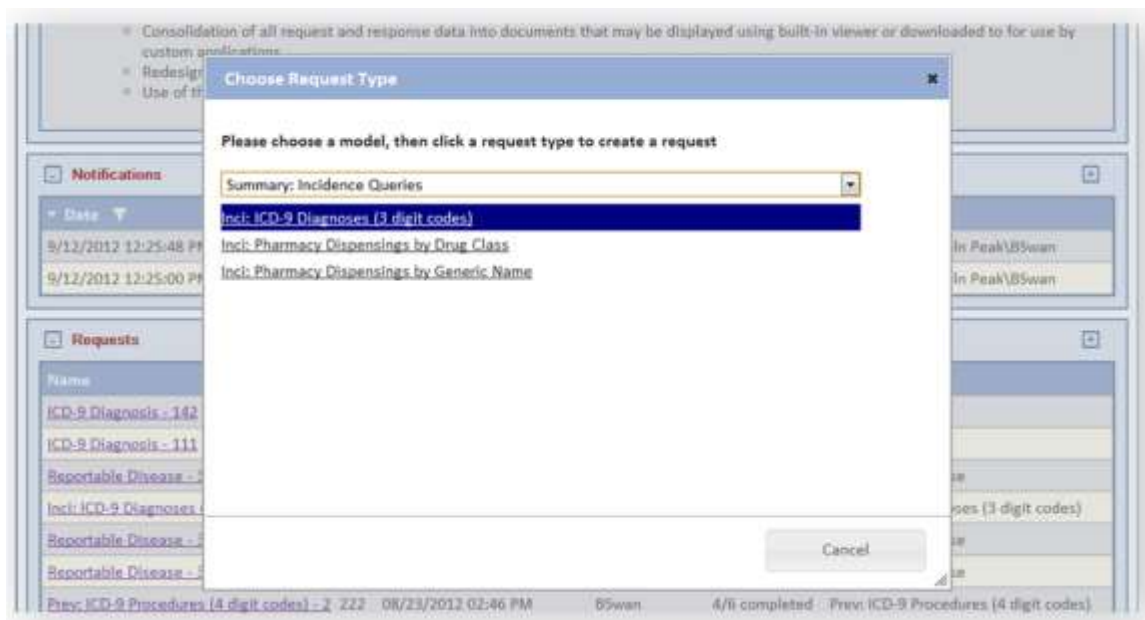 Consolidation of all request and response data into documents that may be displayed using built-in viewer or downloaded to for use by
custom applications
Redesign
Use of th
Choose Request Type
Please choose a model, then click a request type to create a request
Summary: Incidence Queries
Inci: ICD-9 Diagnoses (3 digit codes)
Inci: Pharmacy Dispensings by Drug Class
Inci: Pharmacy Dispensings by Generic Name
Notifications
Date
9/12/2012 12:25:48 PM In Peak\BSwan
9/12/2012 12:25:00 PM In Peak\BSwan
Requests
Name
ICD-9 Diagnosis - 142
ICD-9 Diagnosis - 111
Reportable Disease - se
Inci: ICD-9 Diagnoses oses (3 digit codes)
Reportable Disease - se
Reportable Disease - se
Cancel
Prev: ICD-9 Procedures (4 digit codes) - 2 222 08/23/2012 02:46 PM BSwan 4/6 completed Prev: ICD-9 Procedures (4 digit codes)